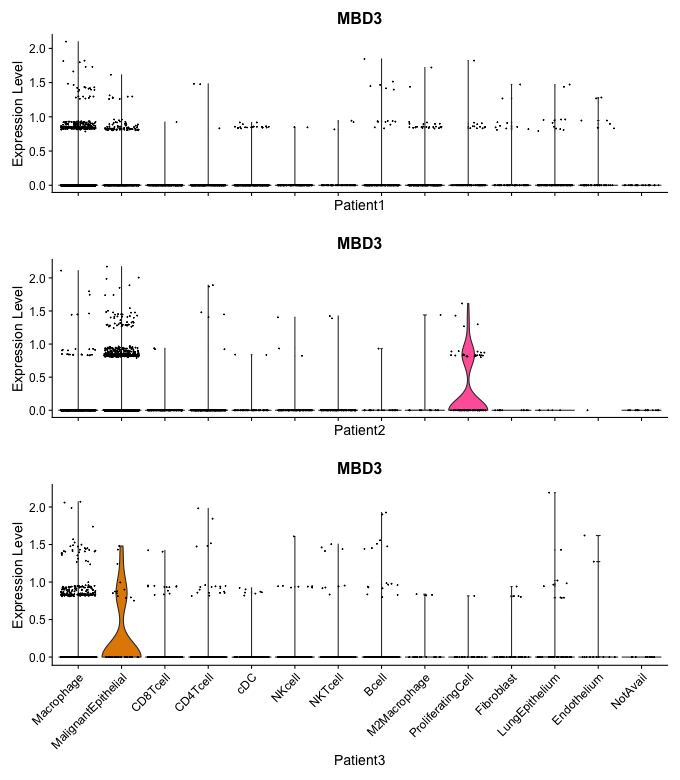 MBD3
Expression Level
2.0
1.5
1.0
0.5
0.0
Patient1
MBD3
Expression Level
2.0
1.5
1.0
0.5
0.0
Patient2
MBD3
Expression Level
2.0
1.5
1.0
0.5
0.0
Macrophage
MalignantEpithelial
CD8Tcell
CD4Tcell
cDC
NKcell
NKTcell
Bcell
M2Macrophage
ProliferatingCell
Fibroblast
LungEpithelium
Endothelium
NotAvail
Patient3